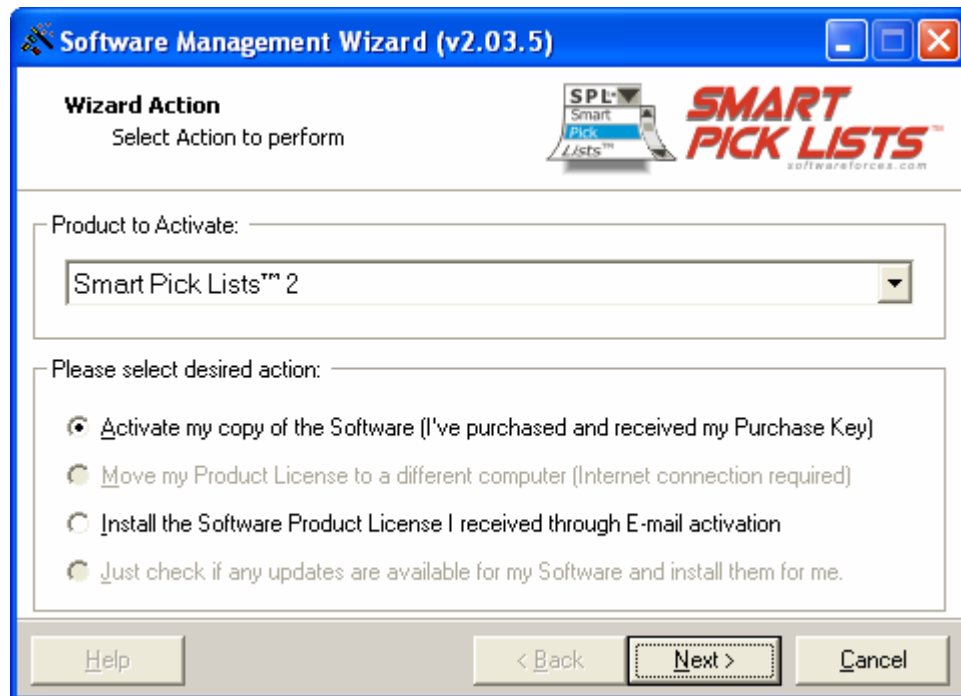 Software Management Wizard (v2.03.5)
Wizard Action
Select Action to perform
SPL
Smart
Pick
Lists™
SMART
PICK LISTS™
softwareforces.com
Product to Activate:
Smart Pick Lists™ 2
Please select desired action:
Activate my copy of the Software (I've purchased and received my Purchase Key)
Move my Product License to a different computer (Internet connection required)
Install the Software Product License I received through E-mail activation
Just check if any updates are available for my Software and install them for me.
Help
< Back
Next >
Cancel